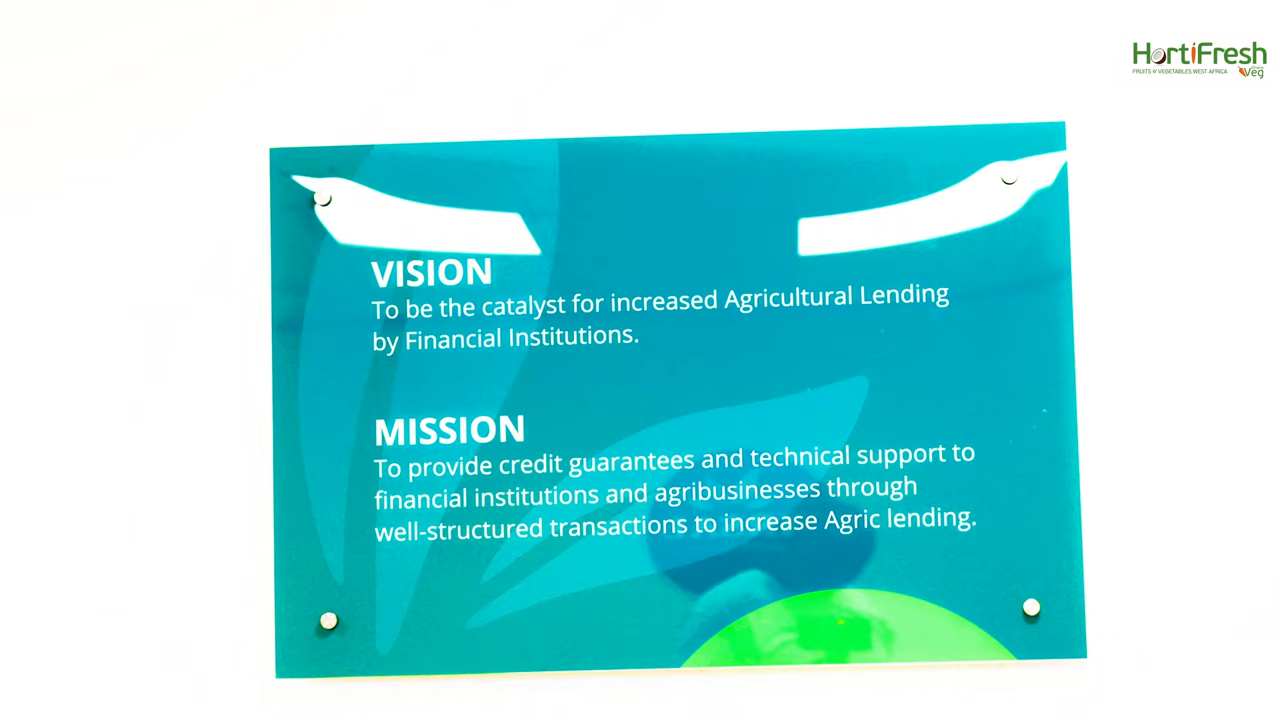 HortiFresh
FRUITS & VEGETABLES WEST AFRICA
Veg
VISION
To be the catalyst for increased Agricultural Lending
by Financial Institutions.
MISSION
To provide credit guarantees and technical support to
financial institutions and agribusinesses through
well-structured transactions to increase Agric lending.